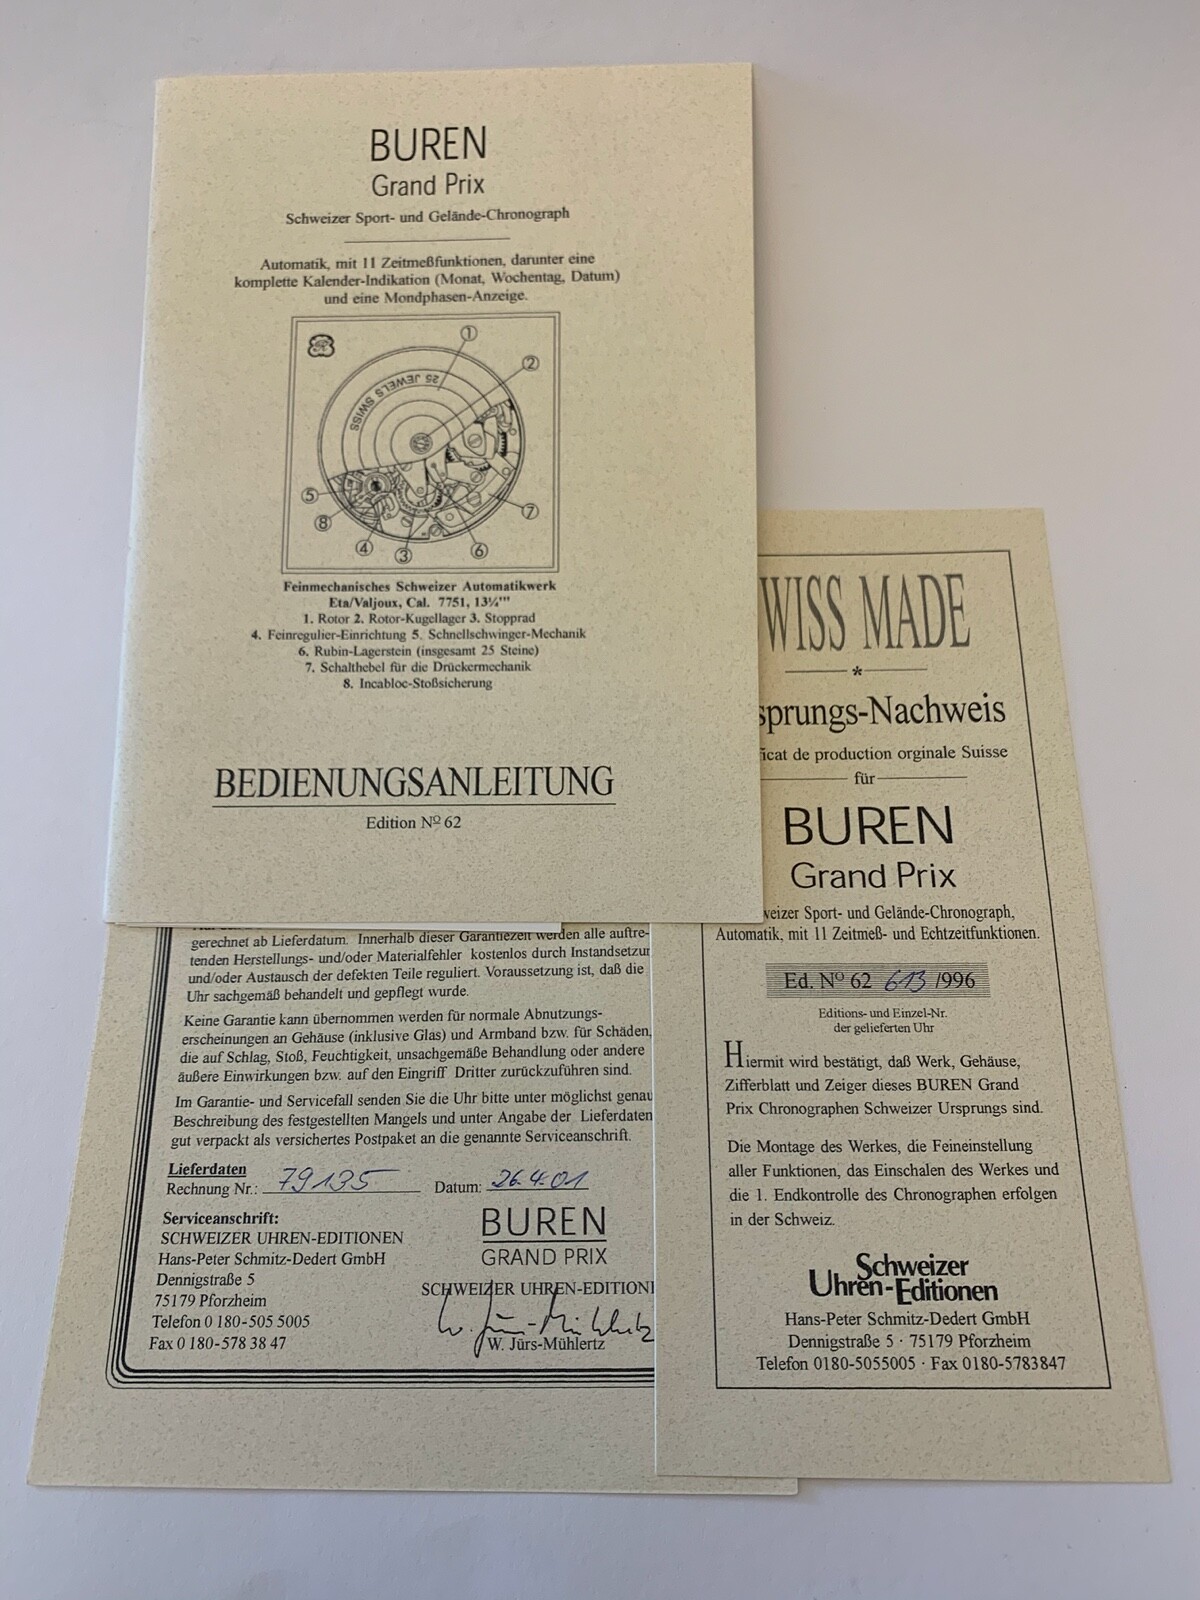 BUREN
Grand Prix
Schweizer Sport- und Gelände-Chronograph
Automatik, mit 11 Zeitmeßfunktionen, darunter eine
komplette Kalender-Indikation (Monat, Wochentag, Datum)
und eine Mondphasen-Anzeige.
25 JEWELS SWISS
1
2
5
8
4
3
6
7
Feinmechanisches Schweizer Automatikwerk
Eta/Valjoux, Cal. 7751, 13¼'''
1. Rotor 2. Rotor-Kugellager 3. Stopprad
4. Feinregulier-Einrichtung 5. Schnellschwinger-Mechanik
6. Rubin-Lagerstein (insgesamt 25 Steine)
7. Schalthebel für die Drückermechanik
8. Incabloc-Stoßsicherung
BEDIENUNGSANLEITUNG
Edition Nº 62
gerechnet ab Lieferdatum. Innerhalb dieser Garantiezeit werden alle auftre-
tenden Herstellungs- und/oder Materialfehler kostenlos durch Instandsetzu
und/oder Austausch der defekten Teile reguliert. Voraussetzung ist, daß die
Uhr sachgemäß behandelt und gepflegt wurde.
Keine Garantie kann übernommen werden für normale Abnutzungs-
erscheinungen an Gehäuse (inklusive Glas) und Armband bzw. für Schäden,
die auf Schlag, Stoß, Feuchtigkeit, unsachgemäße Behandlung oder andere
äußere Einwirkungen bzw. auf den Eingriff Dritter zurückzuführen sind.
Im Garantie- und Servicefall senden Sie die Uhr bitte unter möglichst genau
Beschreibung des festgestellten Mangels und unter Angabe der Lieferdaten
gut verpackt als versichertes Postpaket an die genannte Serviceanschrift.
Lieferdaten
Rechnung Nr.: 79135 Datum: 26.4.01
Serviceanschrift:
SCHWEIZER UHREN-EDITIONEN
Hans-Peter Schmitz-Dedert GmbH
Dennigstraße 5
75179 Pforzheim
Telefon 0 180-505 5005
Fax 0 180-578 38 47
BUREN
GRAND PRIX
SCHWEIZER UHREN-EDITION
W. Jürs-Mühlertz
W. Jürs-Mühlertz
WISS MADE
*
sprungs-Nachweis
icat de production orginale Suisse
für
BUREN
Grand Prix
weizer Sport- und Gelände-Chronograph,
Automatik, mit 11 Zeitmeß- und Echtzeitfunktionen.
Ed. Nº 62 613 /996
Editions- und Einzel-Nr.
der gelieferten Uhr
Hiermit wird bestätigt, daß Werk, Gehäuse,
Zifferblatt und Zeiger dieses BUREN Grand
Prix Chronographen Schweizer Ursprungs sind.
Die Montage des Werkes, die Feineinstellung
aller Funktionen, das Einschalen des Werkes und
die 1. Endkontrolle des Chronographen erfolgen
in der Schweiz.
Schweizer
Uhren-Editionen
Hans-Peter Schmitz-Dedert GmbH
Dennigstraße 5 · 75179 Pforzheim
Telefon 0180-5055005 · Fax 0180-5783847